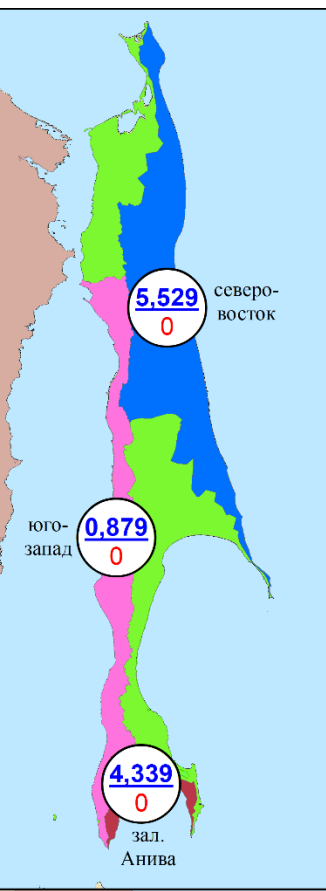 5,529
0
северо-
восток
юго-
запад
0,879
0
4,339
0
зал.
Анива